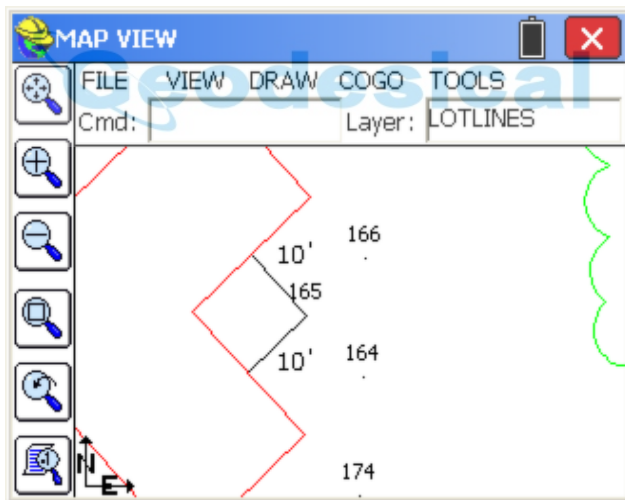 MAP VIEW
Geodesical
FILE VIEW DRAW COGO TOOLS
Cmd: Layer: LOTLINES
166
10'
165
10'
164
174
N
E